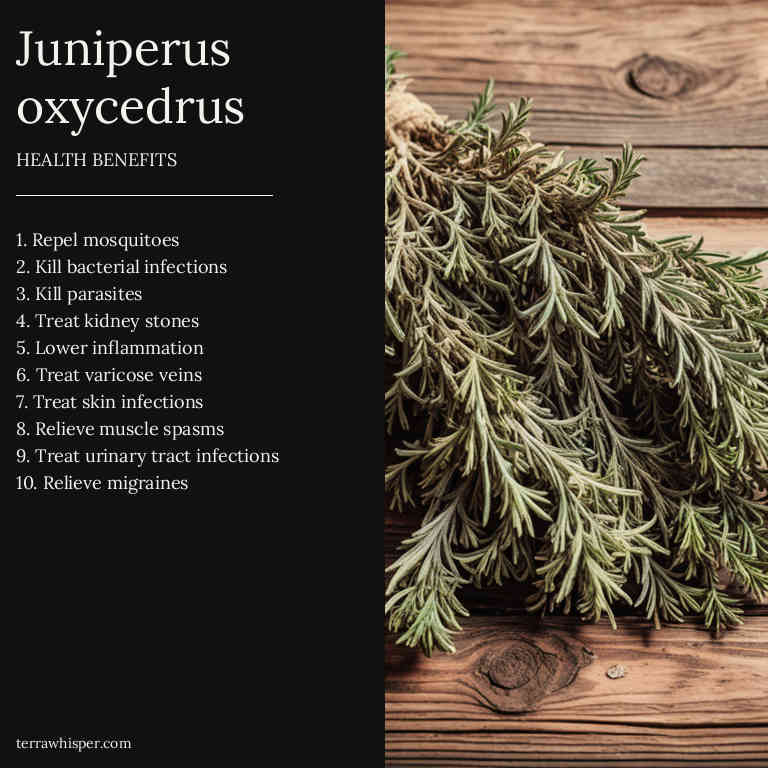 Juniperus
oxycedrus
HEALTH BENEFITS
1. Repel mosquitoes
2. Kill bacterial infections
3. Kill parasites
4. Treat kidney stones
5. Lower inflammation
6. Treat varicose veins
7. Treat skin infections
8. Relieve muscle spasms
9. Treat urinary tract infections
10. Relieve migraines
terrawhisper.com